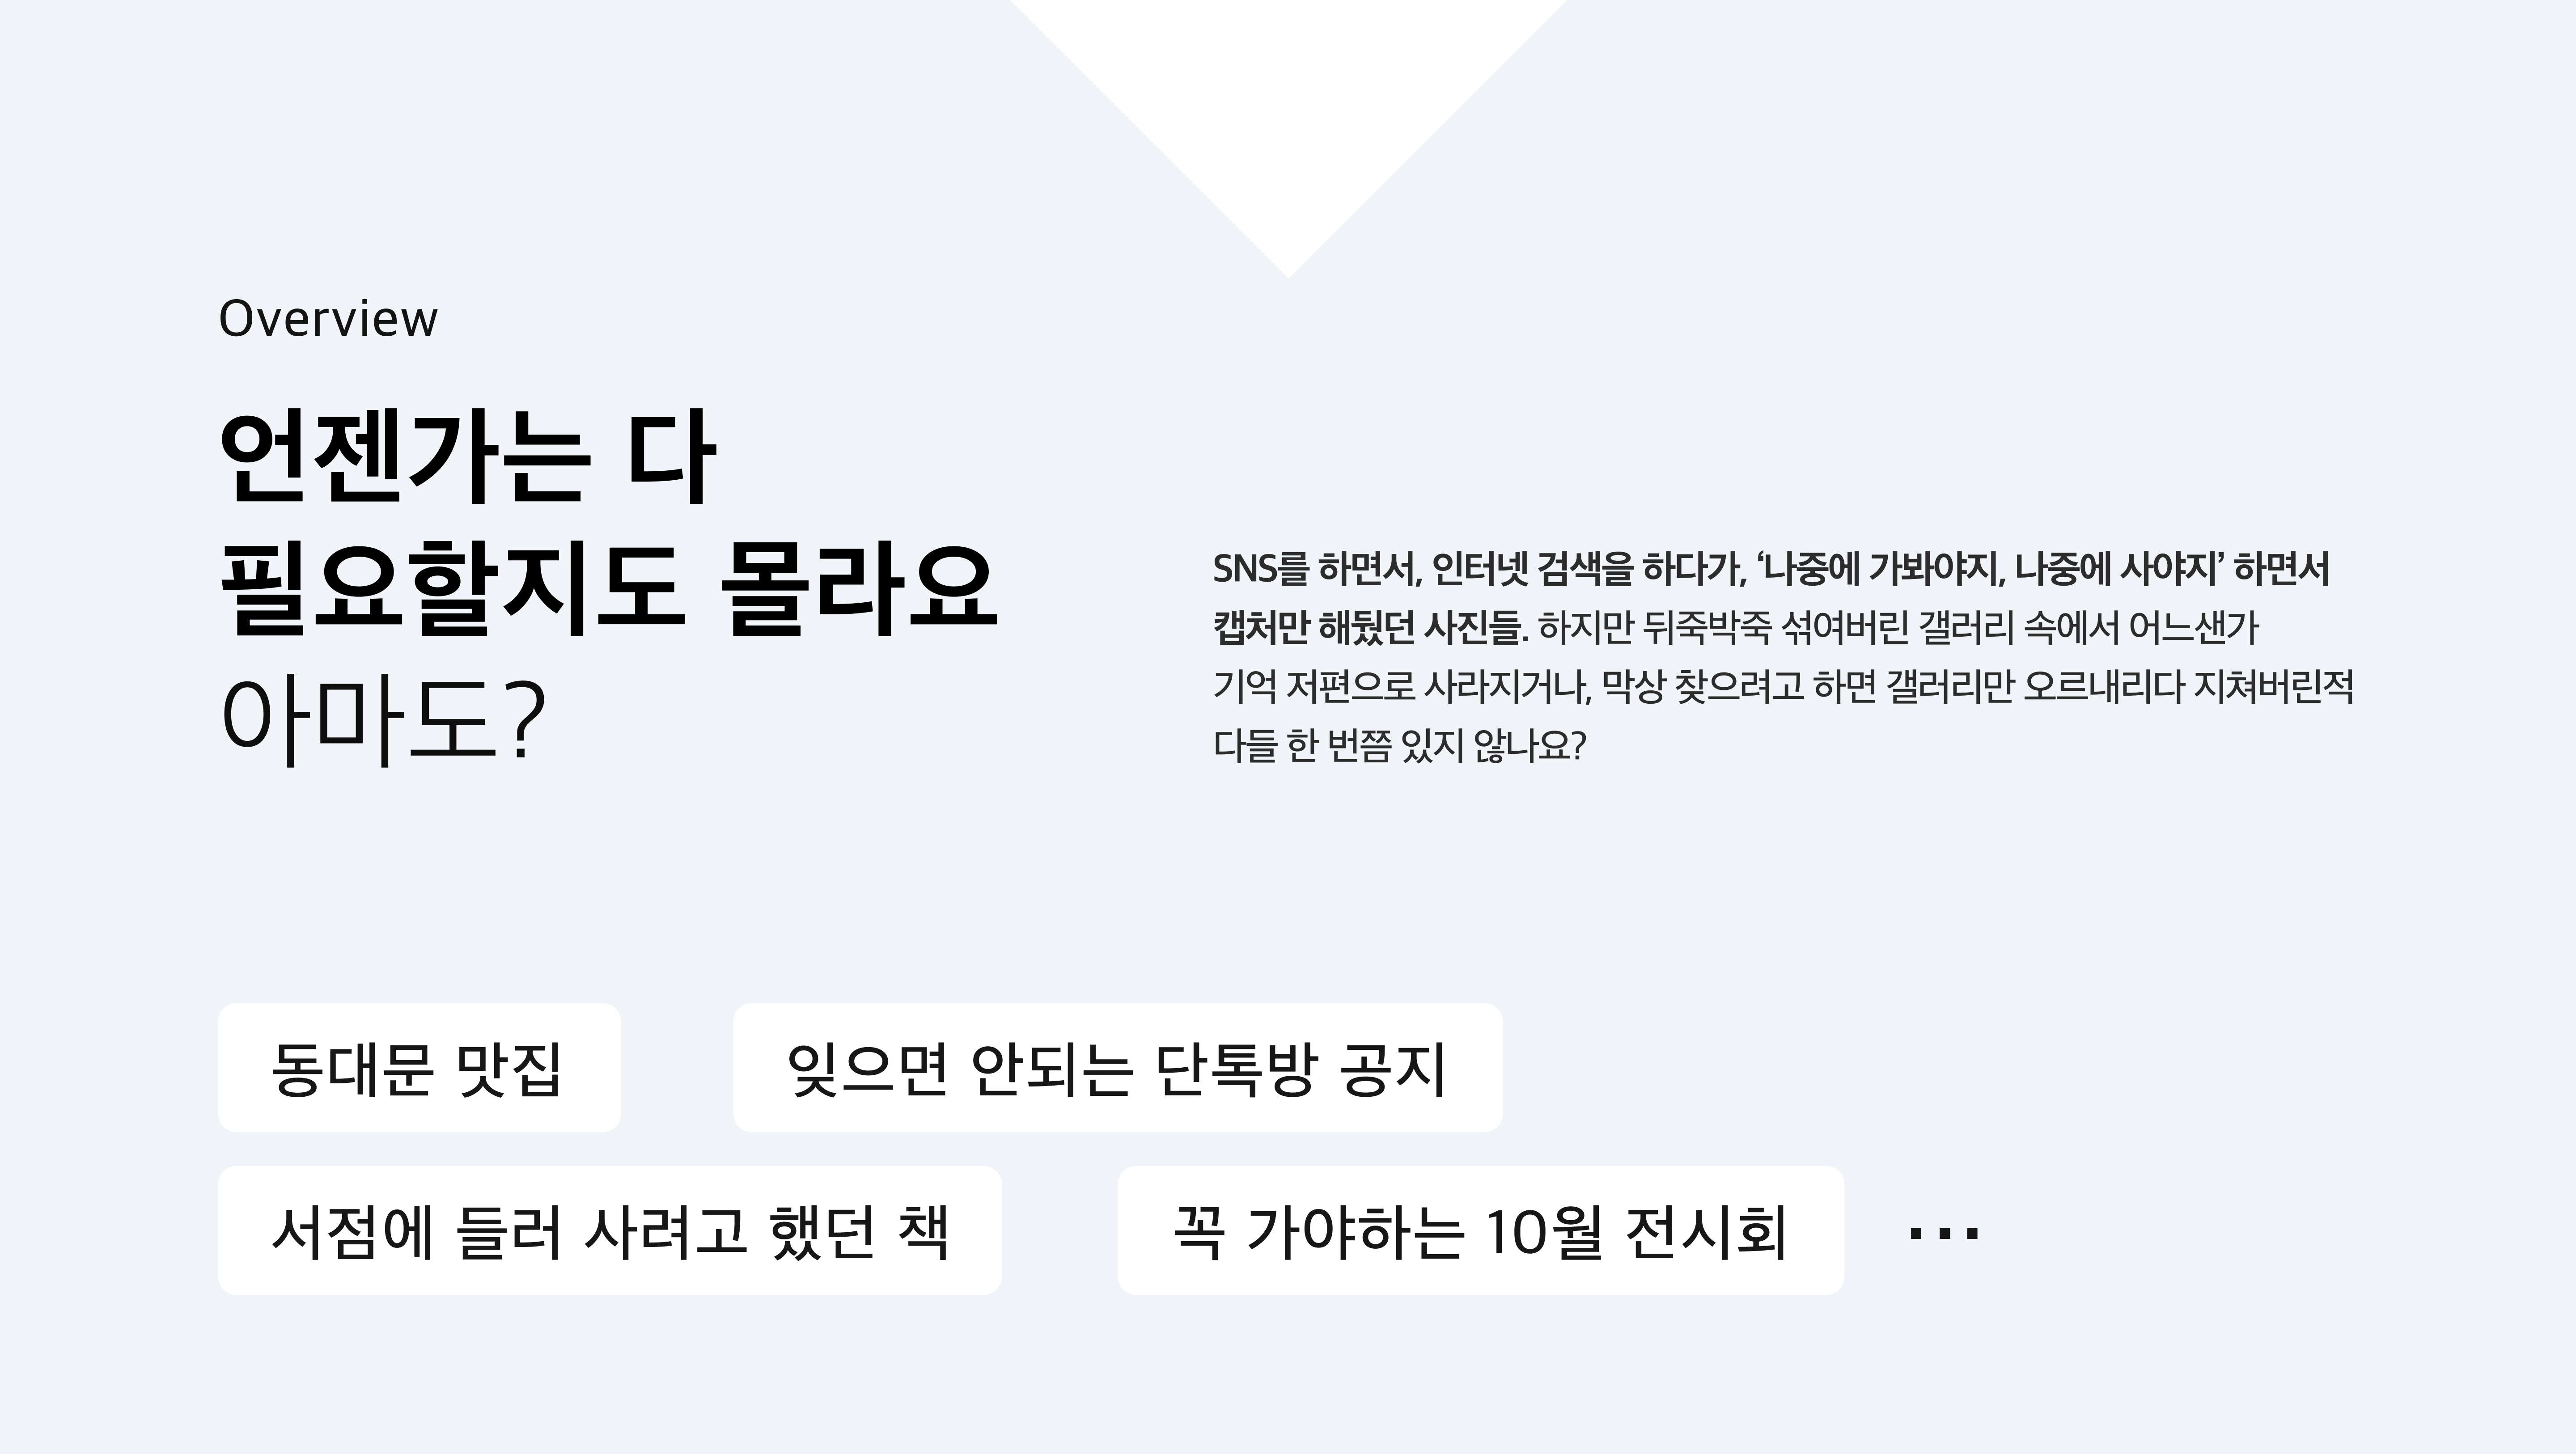 Overview
언젠가는 다
필요할지도 몰라요
아마도?
SNS를 하면서, 인터넷 검색을 하다가, ‘나중에 가봐야지, 나중에 사야지’ 하면서
캡처만 해뒀던 사진들. 하지만 뒤죽박죽 섞여버린 갤러리 속에서 어느샌가
기억 저편으로 사라지거나, 막상 찾으려고 하면 갤러리만 오르내리다 지쳐버린적
다들 한 번쯤 있지 않나요?
동대문 맛집
잊으면 안되는 단톡방 공지
서점에 들러 사려고 했던 책
꼭 가야하는 10월 전시회
...